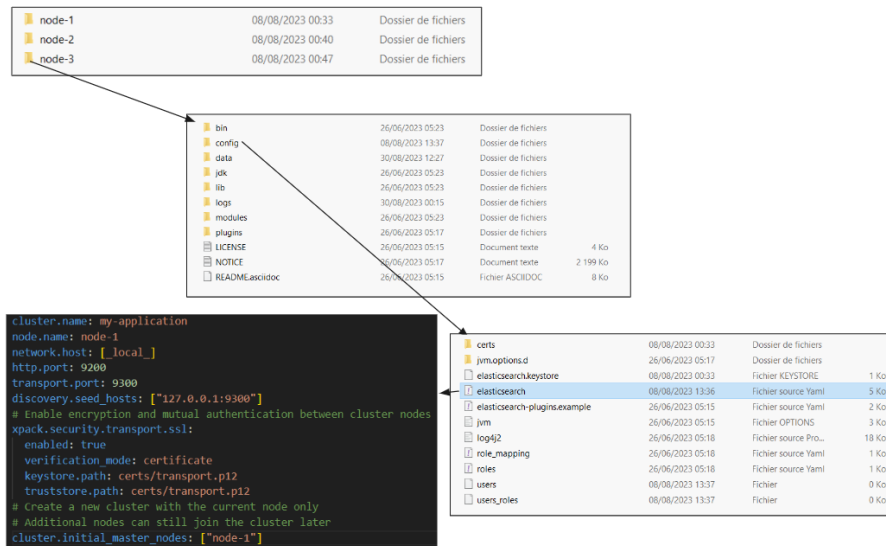 node-1 08/08/2023 00:33 Dossier de fichiers
node-2 08/08/2023 00:40 Dossier de fichiers
node-3 08/08/2023 00:47 Dossier de fichiers
bin 26/06/2023 05:23 Dossier de fichiers
config 08/08/2023 13:37 Dossier de fichiers
data 30/08/2023 12:27 Dossier de fichiers
jdk 26/06/2023 05:23 Dossier de fichiers
lib 26/06/2023 05:23 Dossier de fichiers
logs 30/08/2023 00:15 Dossier de fichiers
modules 26/06/2023 05:23 Dossier de fichiers
plugins 26/06/2023 05:17 Dossier de fichiers
LICENSE 26/06/2023 05:15 Document texte 4 Ko
NOTICE 26/06/2023 05:17 Document texte 2 199 Ko
README.asciidoc 26/06/2023 05:15 Fichier ASCIIDOC 8 Ko
cluster.name: my-application
node.name: node-1
network.host: [_local_]
http.port: 9200
transport.port: 9300
discovery.seed_hosts: ["127.0.0.1:9300"]
# Enable encryption and mutual authentication between cluster nodes
xpack.security.transport.ssl:
enabled: true
verification_mode: certificate
keystore.path: certs/transport.p12
truststore.path: certs/transport.p12
# Create a new cluster with the current node only
# Additional nodes can still join the cluster later
cluster.initial_master_nodes: ["node-1"]
certs 08/08/2023 00:33 Dossier de fichiers
jvm.options.d 26/06/2023 05:17 Dossier de fichiers
elasticsearch.keystore 08/08/2023 00:33 Fichier KEYSTORE 1 Ko
elasticsearch 08/08/2023 13:36 Fichier source Yaml 5 Ko
elasticsearch-plugins.example 26/06/2023 05:15 Fichier source Yaml 2 Ko
jvm 26/06/2023 05:15 Fichier OPTIONS 3 Ko
log4j2 26/06/2023 05:18 Fichier source Pro... 18 Ko
role_mapping 26/06/2023 05:18 Fichier source Yaml 1 Ko
roles 26/06/2023 05:18 Fichier source Yaml 1 Ko
users 08/08/2023 13:37 Fichier 0 Ko
users_roles 08/08/2023 13:37 Fichier 0 Ko